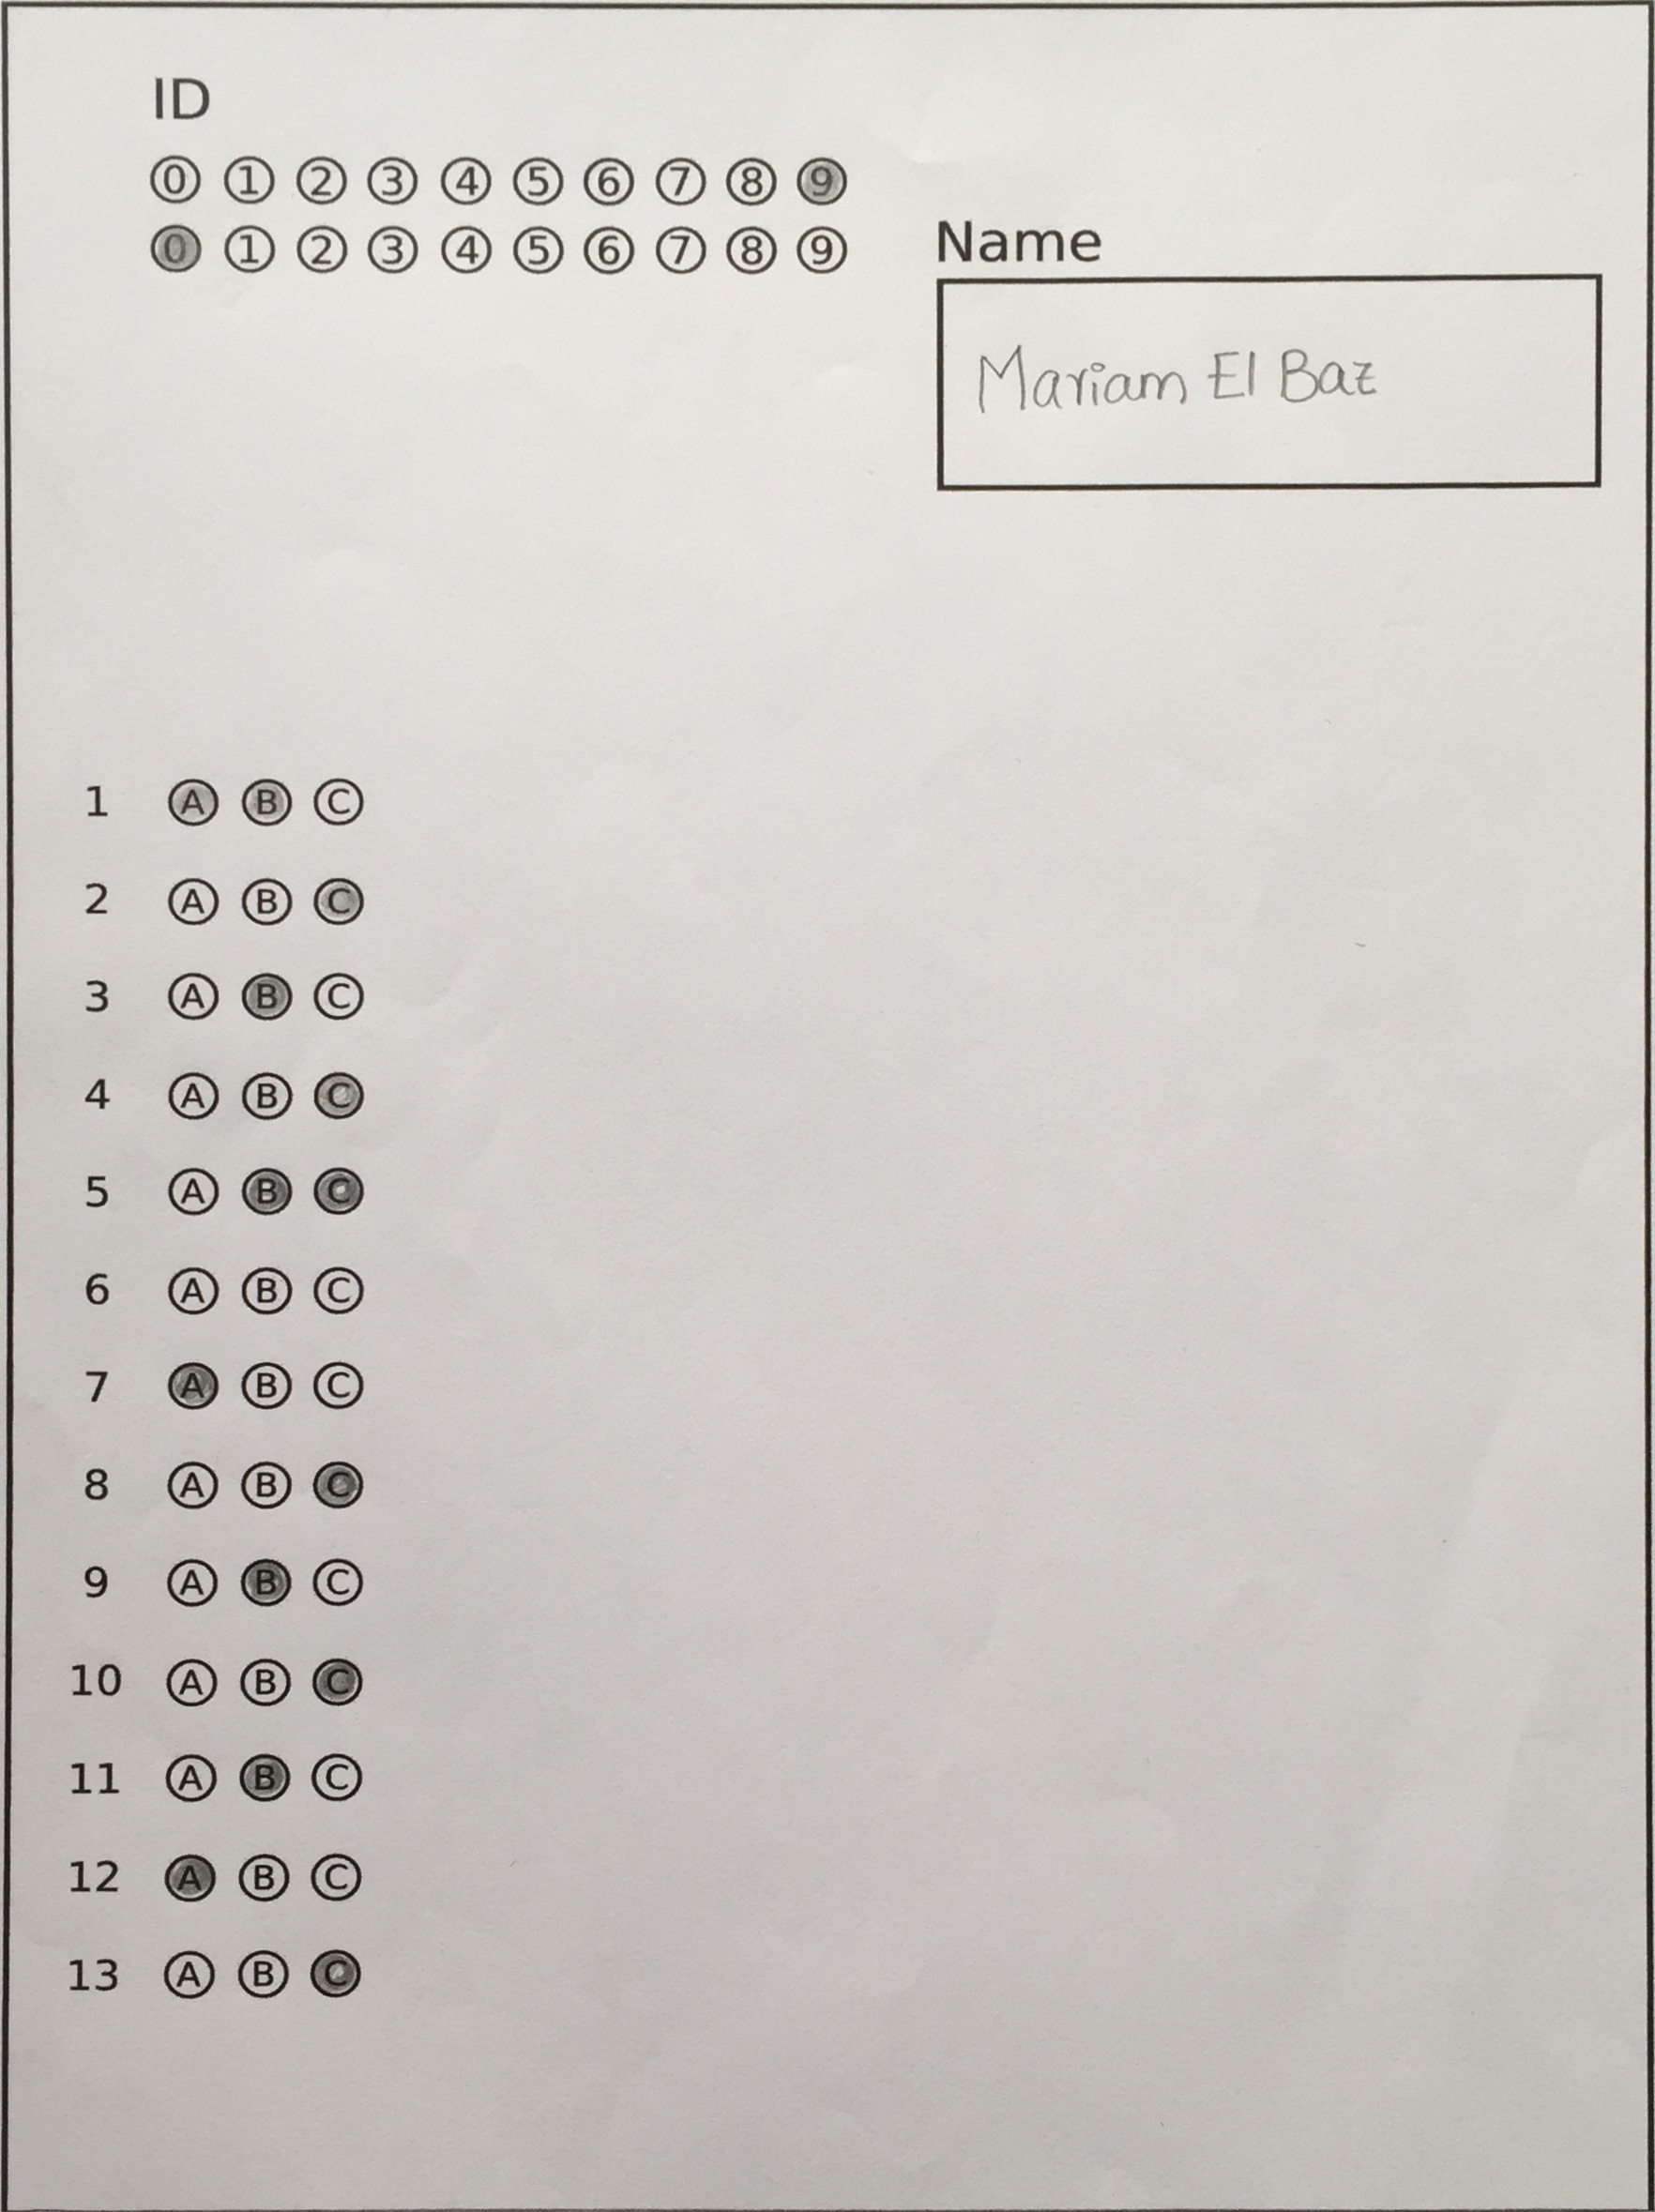 ID
0 1 2 3 4 5 6 7 8 9
0 1 2 3 4 5 6 7 8 9
Name
Mariam El Baz
1 A B C
2 A B C
3 A B C
4 A B C
5 A B C
6 A B C
7 A B C
8 A B C
9 A B C
10 A B C
11 A B C
12 A B C
13 A B C